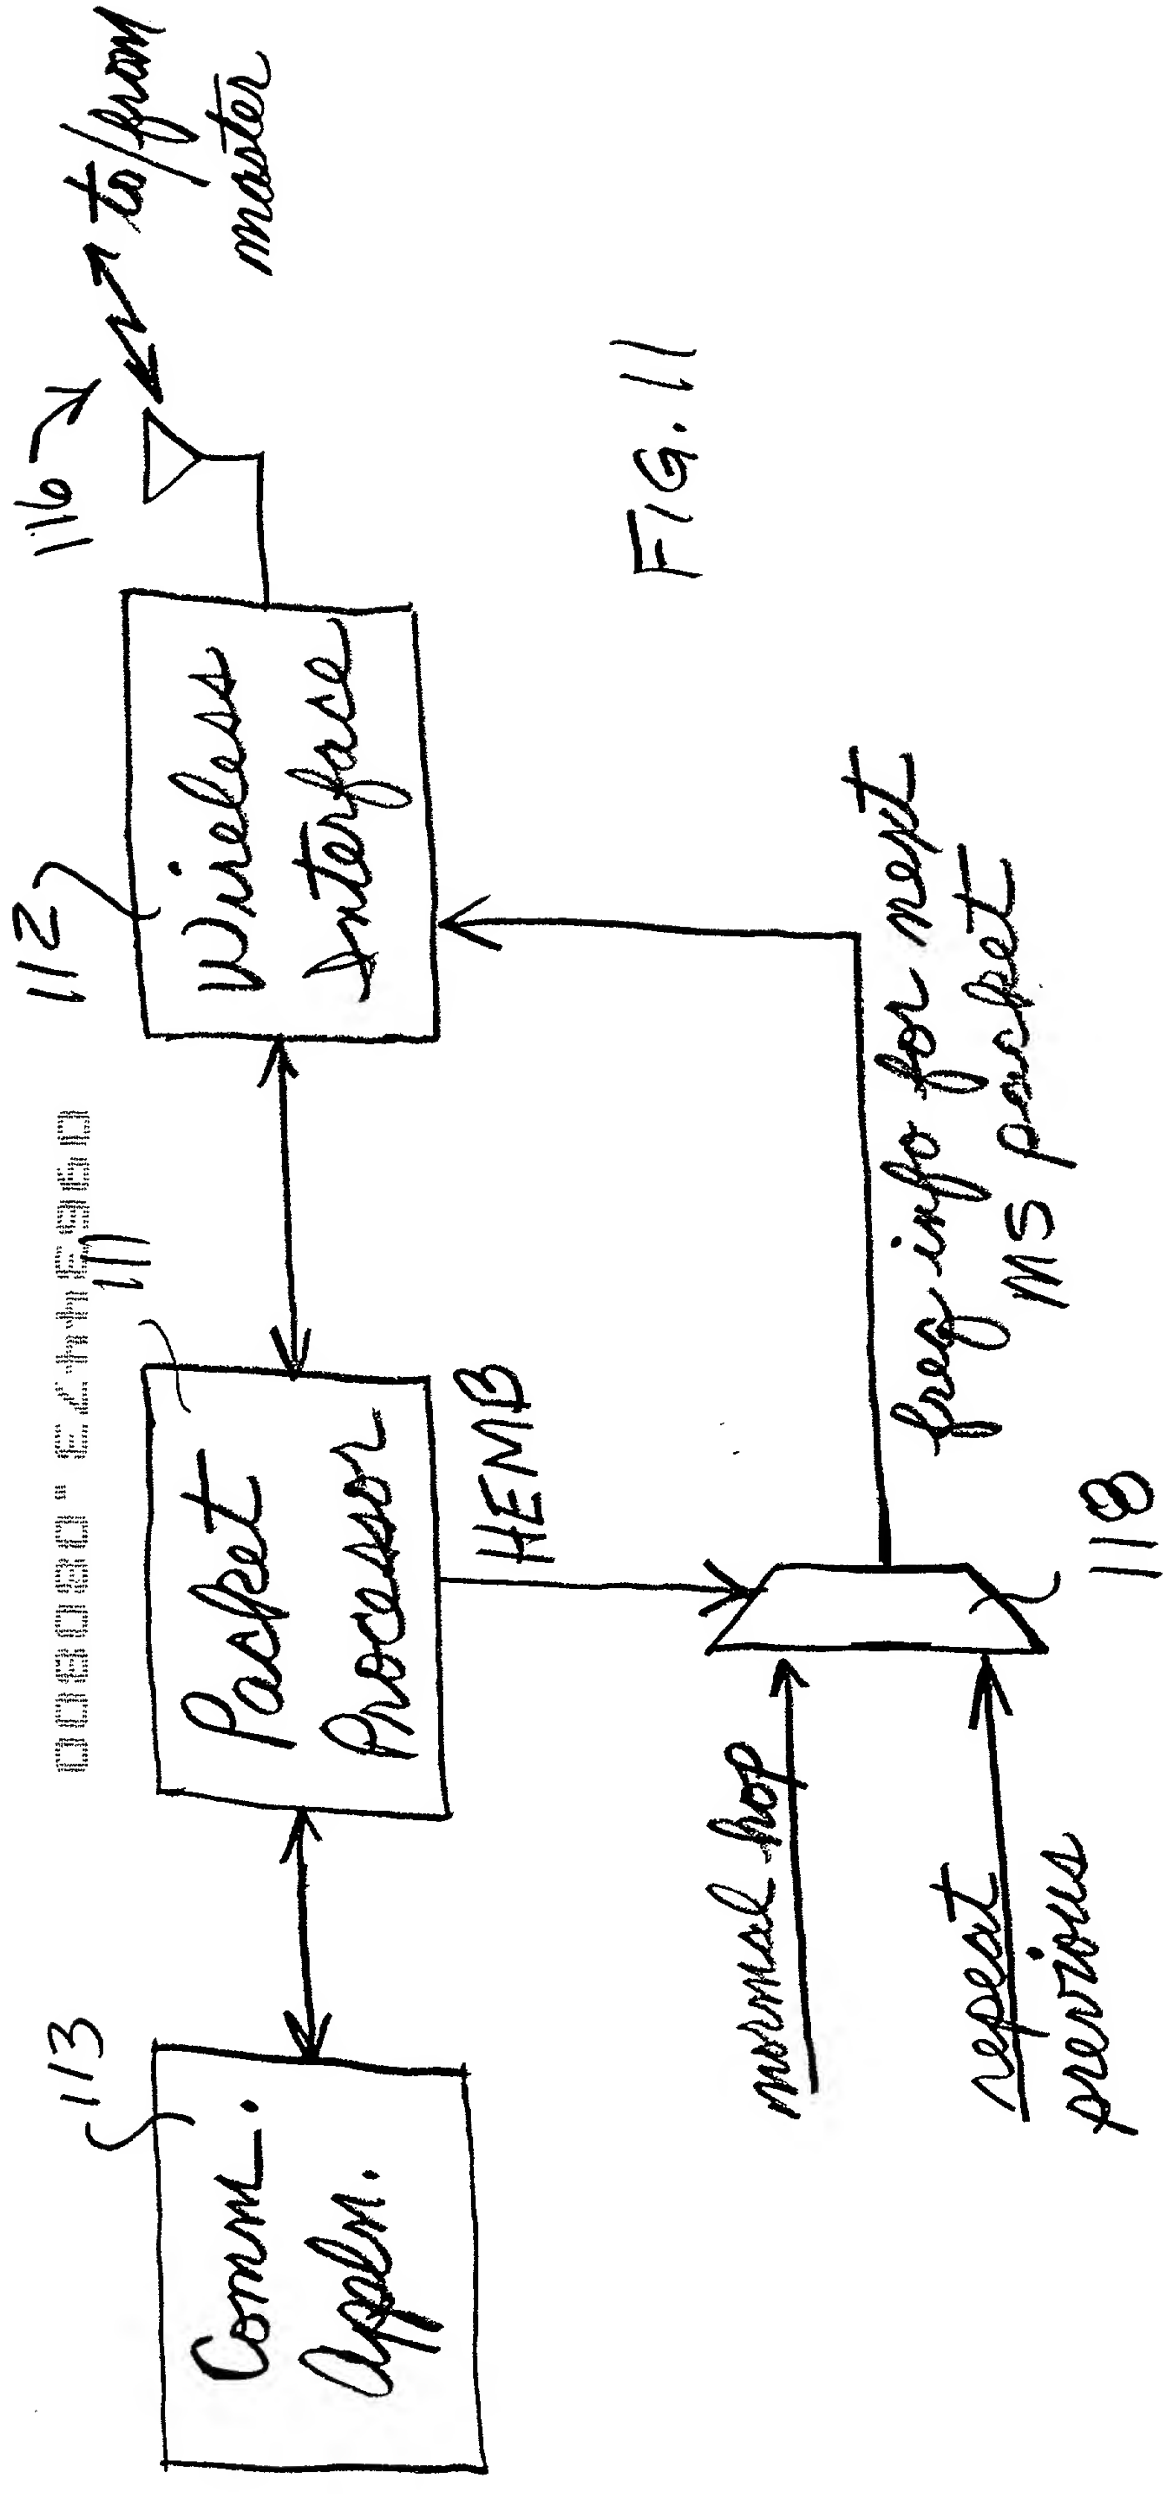 113
111
112
116
Comm.
Appln.
Packet
Processor
Wireless
Interface
to/from
master
HEMB
normal hop
repeat
previous
118
freq info for next
MS packet
FIG. 11